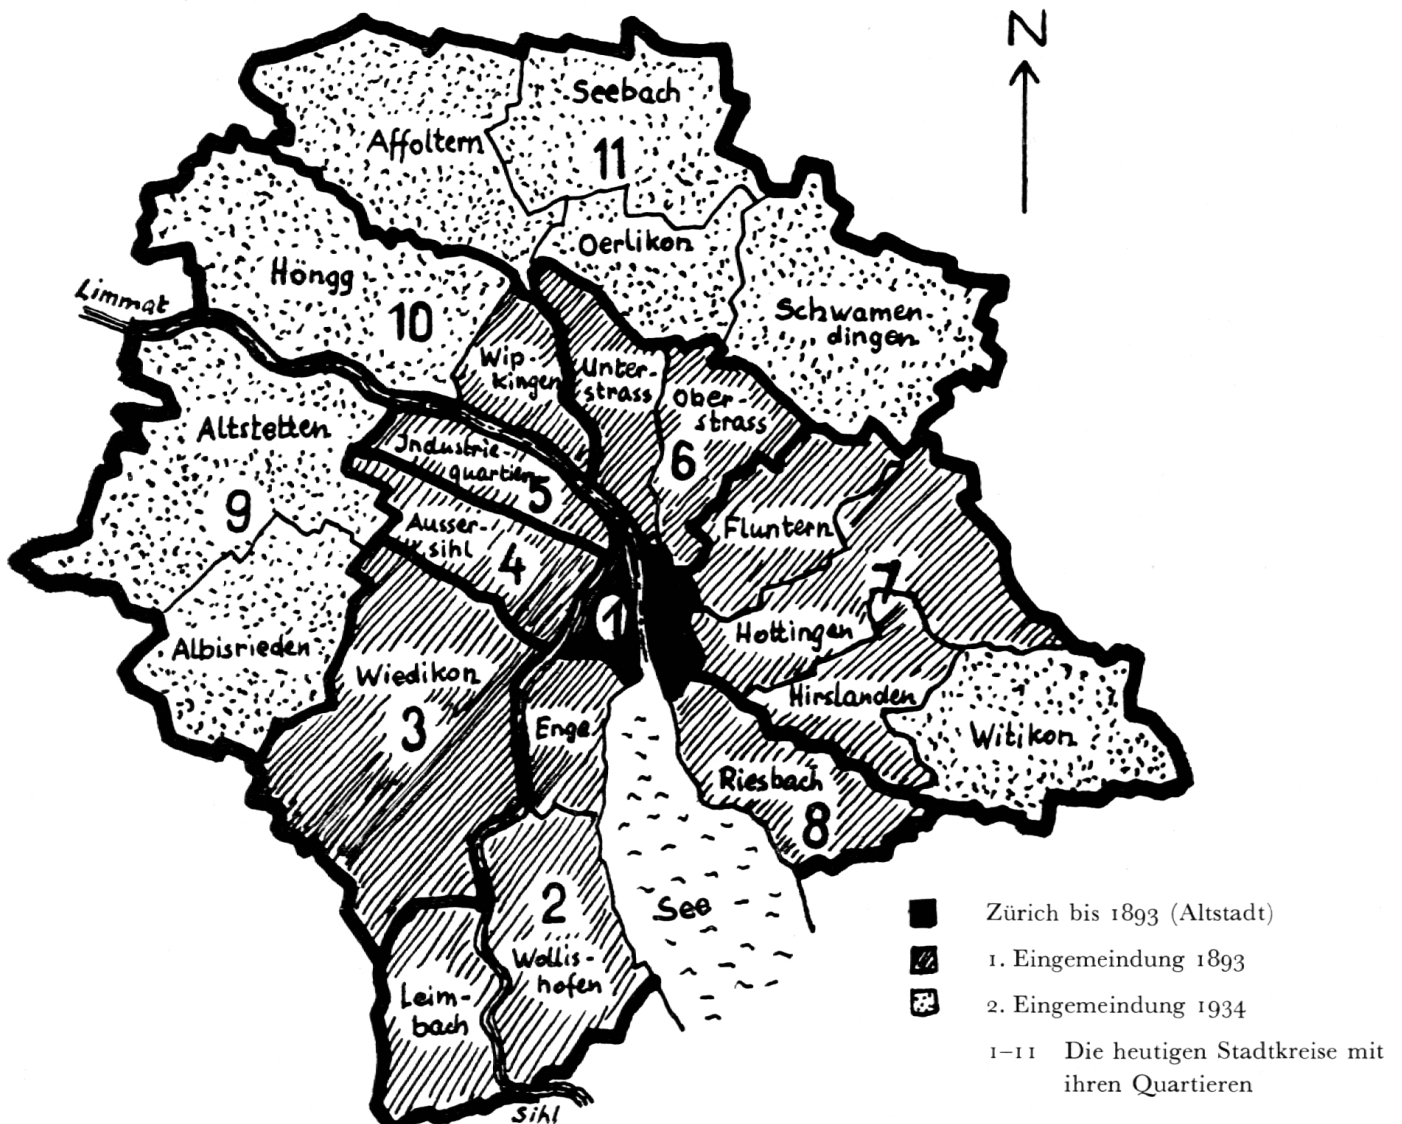 N
Seebach
Affoltern
11
Oerlikon
Höngg
Limmat
10
Schwamen-
dingen
Wip
kingen
Unter-
strass
Ober-
strass
6
Altstetten
Industrie-
quartier
5
9
Ausser-
sihl
4
Fluntern
7
1
Hottingen
Albisrieden
Wiedikon
3
Hirslanden
Enge
Witikon
Riesbach
8
2
See
Wollis-
hofen
Leim-
bach
Sihl
Zürich bis 1893 (Altstadt)
1. Eingemeindung 1893
2. Eingemeindung 1934
1–11 Die heutigen Stadtkreise mit
ihren Quartieren